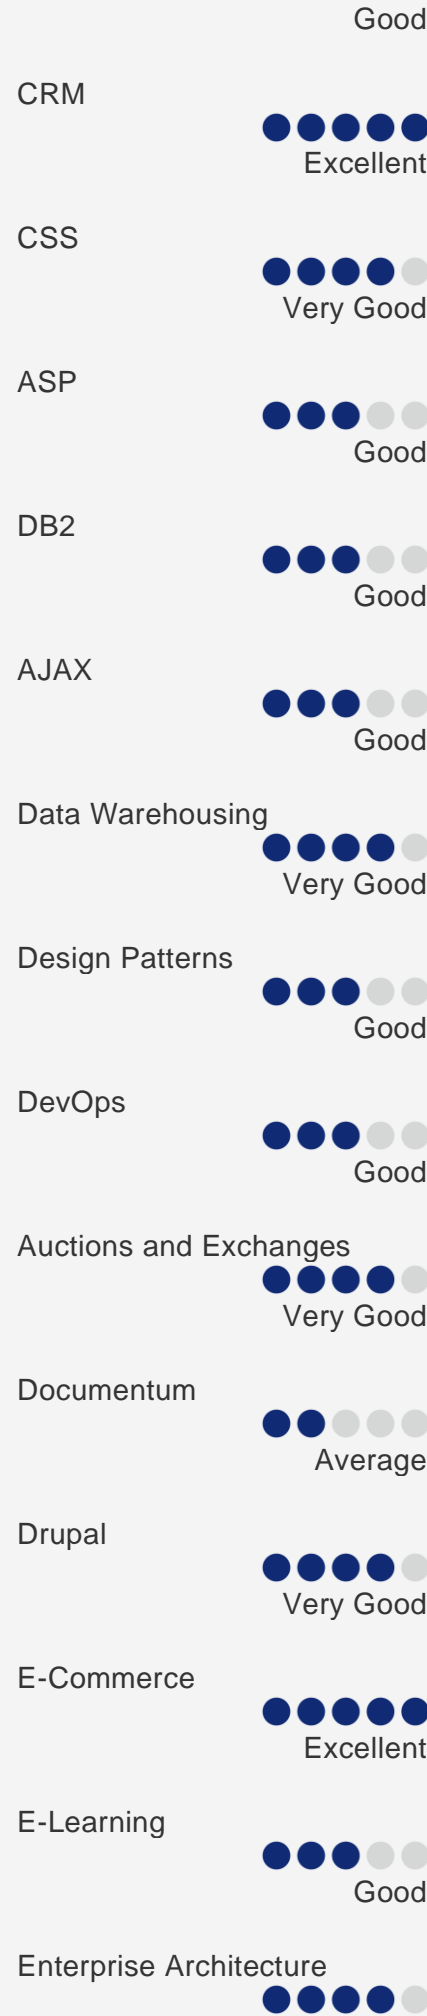 Good
CRM
Excellent
CSS
Very Good
ASP
Good
DB2
Good
AJAX
Good
Data Warehousing
Very Good
Design Patterns
Good
DevOps
Good
Auctions and Exchanges
Very Good
Documentum
Average
Drupal
Very Good
E-Commerce
Excellent
E-Learning
Good
Enterprise Architecture